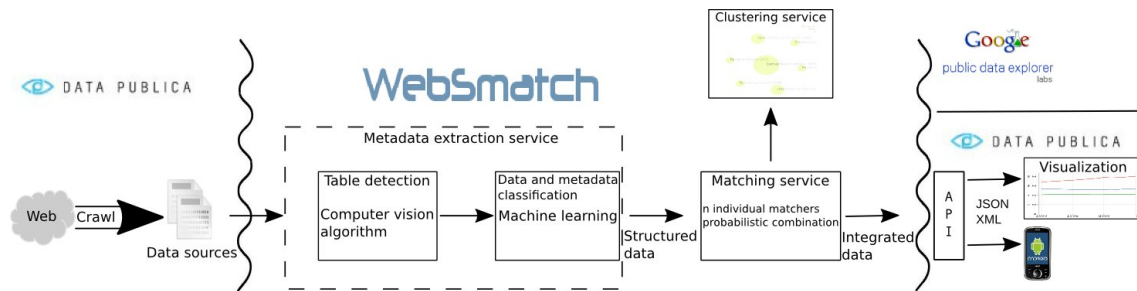 DATA PUBLICA
Web
Crawl
Data sources
WebSmatch
Metadata extraction service
Table detection
Computer vision
algorithm
Data and metadata
classification
Machine learning
Structured
data
Clustering service
Matching service
n individual matchers
probabilistic combination
Integrated
data
Google
public data explorer
labs
DATA PUBLICA
A
P
I
JSON
XML
Visualization